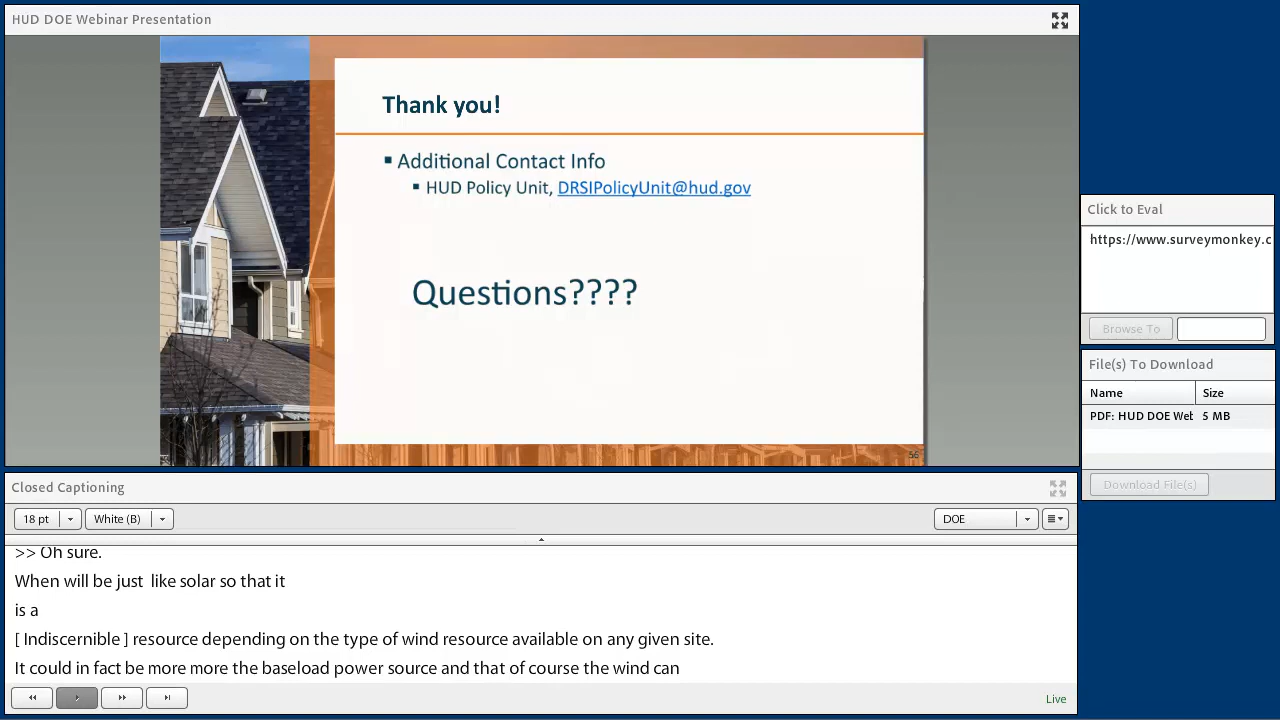 HUD DOE Webinar Presentation
Thank you!
▪ Additional Contact Info
▪ HUD Policy Unit, DRSIPolicyUnit@hud.gov
Questions????
56
Click to Eval
https://www.surveymonkey.c
Browse To
File(s) To Download
Name Size
PDF: HUD DOE Wel 5 MB
Download File(s)
Closed Captioning
18 pt White (B) DOE
>> Oh sure.
When will be just like solar so that it
is a
[ Indiscernible ] resource depending on the type of wind resource available on any given site.
It could in fact be more more the baseload power source and that of course the wind can
Live